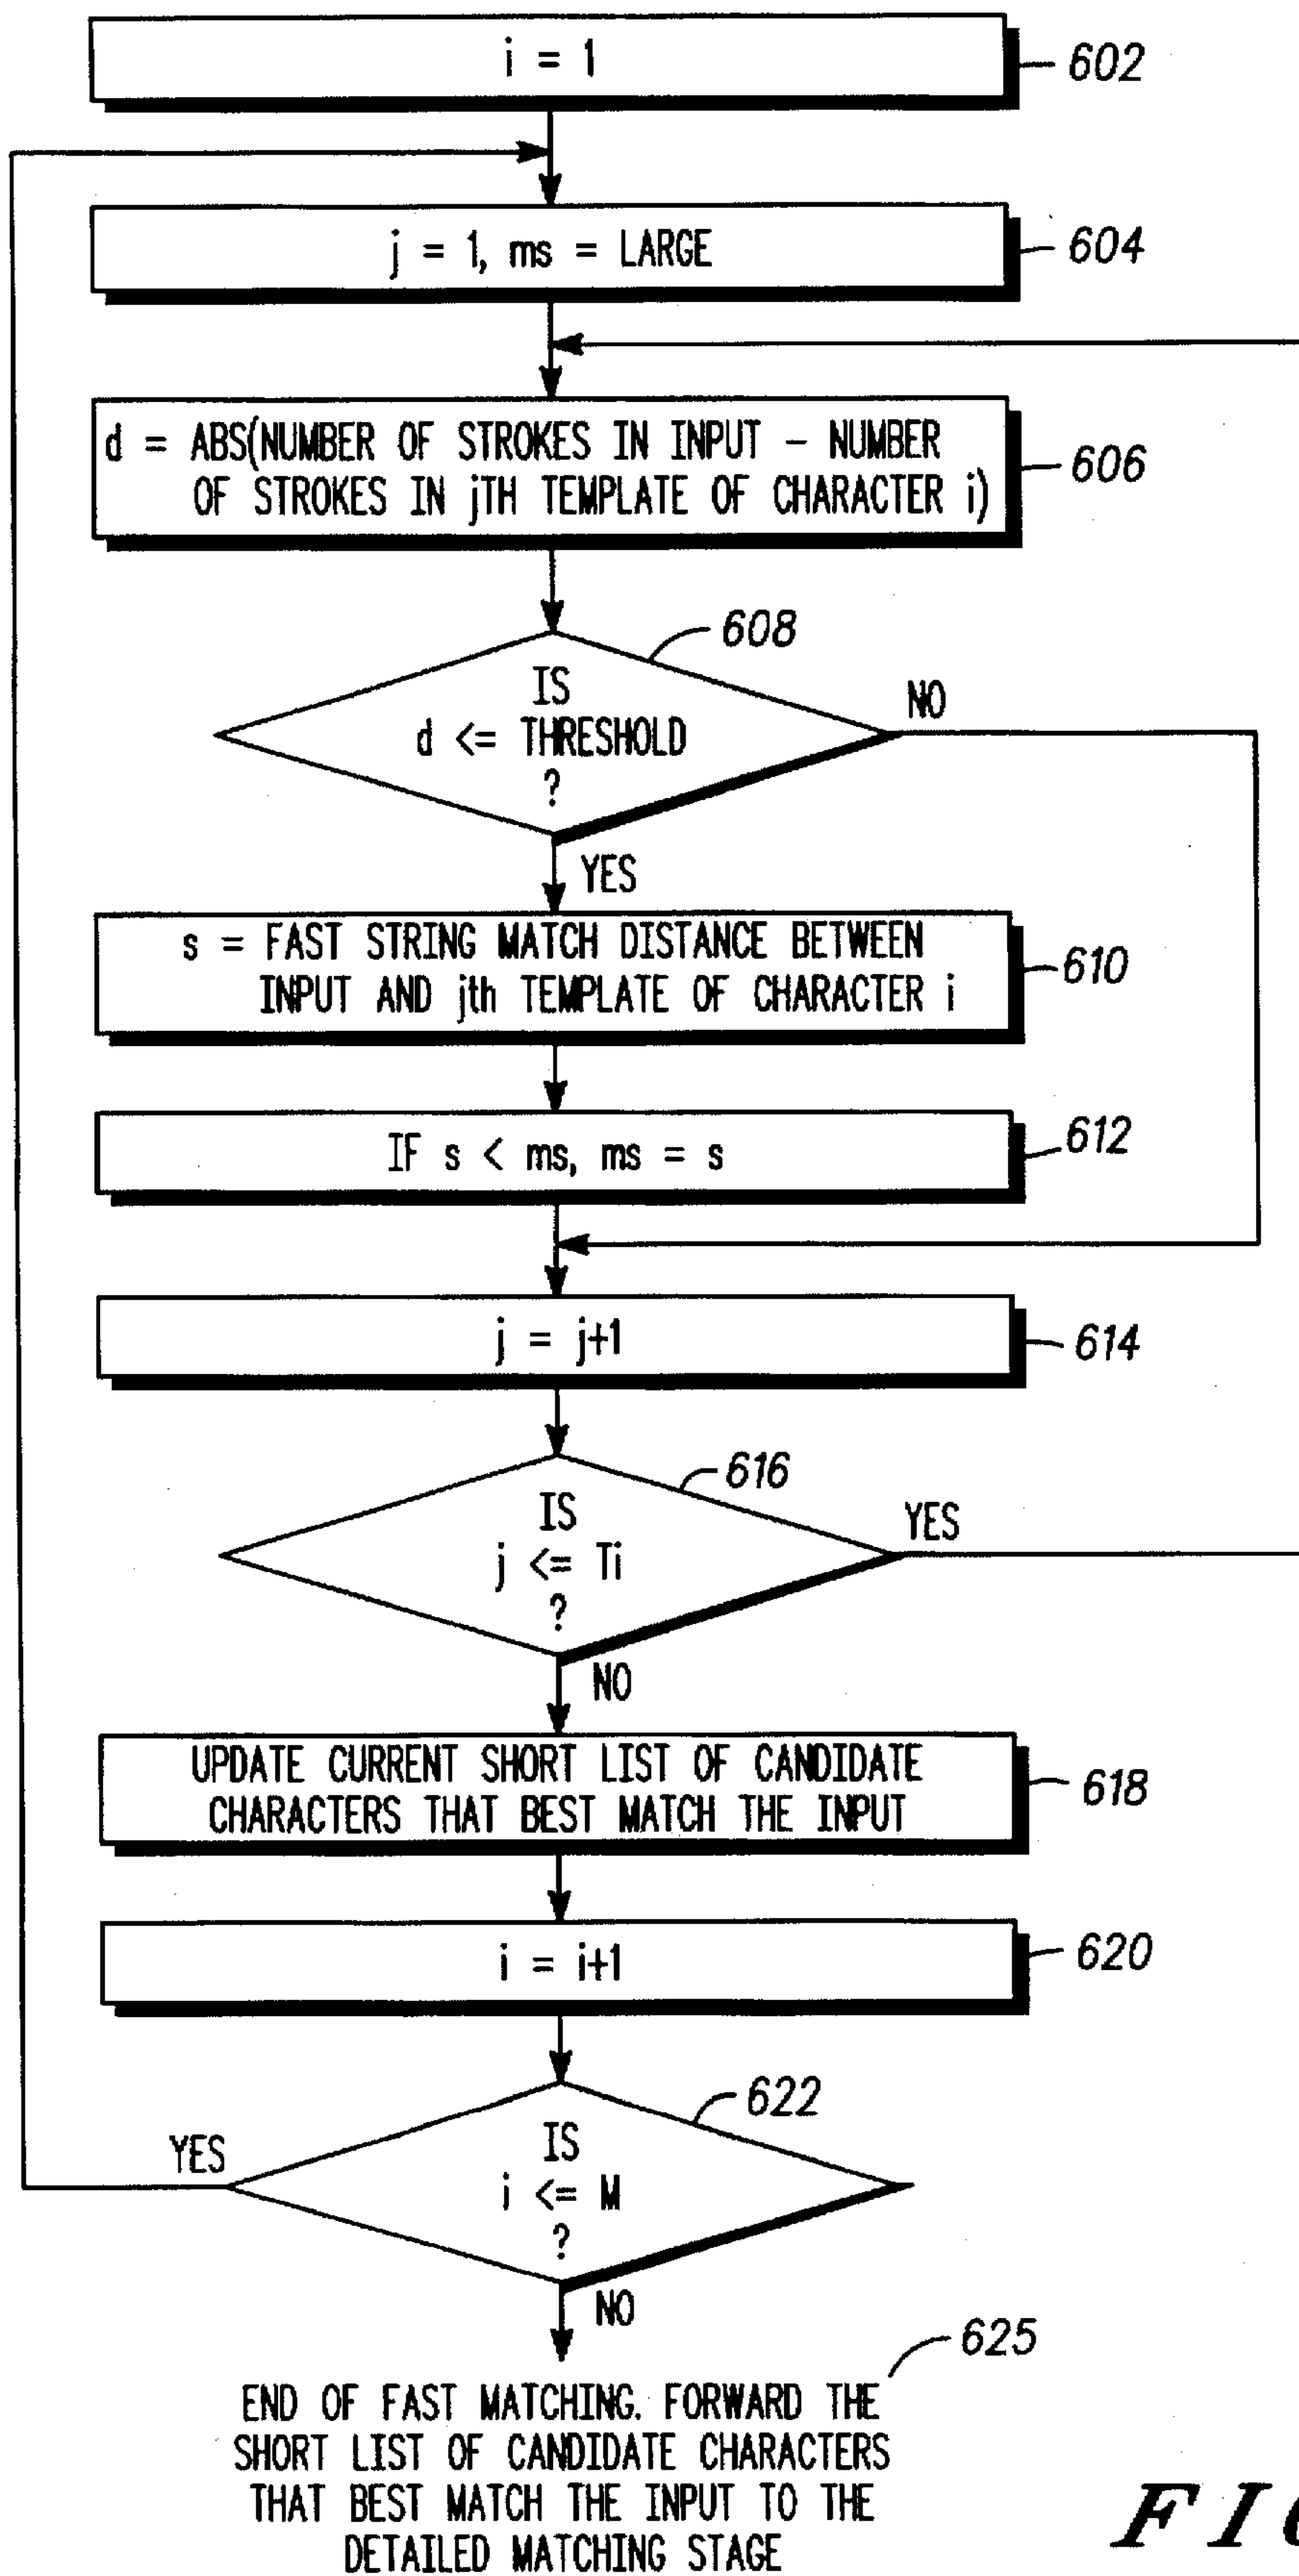 i = 1
602
j = 1, ms = LARGE
604
d = ABS(NUMBER OF STROKES IN INPUT – NUMBER
OF STROKES IN jTH TEMPLATE OF CHARACTER i)
606
608
IS
d <= THRESHOLD
?
NO
YES
s = FAST STRING MATCH DISTANCE BETWEEN
INPUT AND jth TEMPLATE OF CHARACTER i
610
IF s < ms, ms = s
612
j = j+1
614
616
IS
j <= Ti
?
YES
NO
UPDATE CURRENT SHORT LIST OF CANDIDATE
CHARACTERS THAT BEST MATCH THE INPUT
618
i = i+1
620
622
IS
i <= M
?
YES
NO
625
END OF FAST MATCHING. FORWARD THE
SHORT LIST OF CANDIDATE CHARACTERS
THAT BEST MATCH THE INPUT TO THE
DETAILED MATCHING STAGE